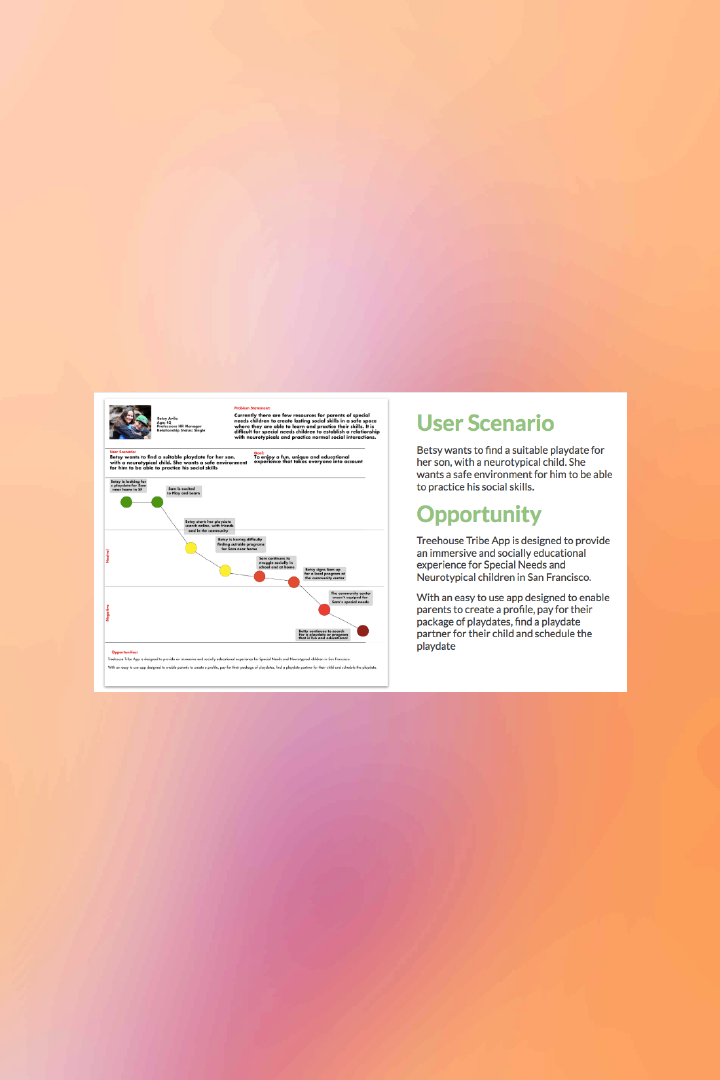 Betsy Avila
Age: 42
Profession: HR Manager
Relationship Status: Single
Problem Statement:
Currently there are few resources for parents of special
needs children to create lasting social skills in a safe space
where they are able to learn and practice their skills. It is
difficult for special needs children to establish a relationship
with neurotypicals and practice normal social interactions.
User Scenario:
Betsy wants to find a suitable playdate for her son,
with a neurotypical child. She wants a safe environment
for him to be able to practice his social skills
Goal:
To enjoy a fun, unique and educational
experience that takes everyone into account
Betsy is looking for
a playdate for Sam
near home in SF
Sam is excited
to Play and Learn
Betsy starts her playdate
search online, with friends
and in the community
Betsy is having difficulty
finding suitable programs
for Sam near home
Sam continues to
struggle socially in
school and at home
Betsy signs Sam up
for a local program at
the community center
The community center
wasn't equipped for
Sam's special needs
Betsy continues to search
for a playdate or program
that is fun and educational
Neutral
Negative
Opportunity:
Treehouse Tribe App is designed to provide an immersive and socially educational experience for Special Needs and Neurotypical children in San Francisco.
With an easy to use app designed to enable parents to create a profile, pay for their package of playdates, find a playdate partner for their child and schedule the playdate
User Scenario
Betsy wants to find a suitable playdate for
her son, with a neurotypical child. She
wants a safe environment for him to be able
to practice his social skills.
Opportunity
Treehouse Tribe App is designed to provide
an immersive and socially educational
experience for Special Needs and
Neurotypical children in San Francisco.
With an easy to use app designed to enable
parents to create a profile, pay for their
package of playdates, find a playdate
partner for their child and schedule the
playdate